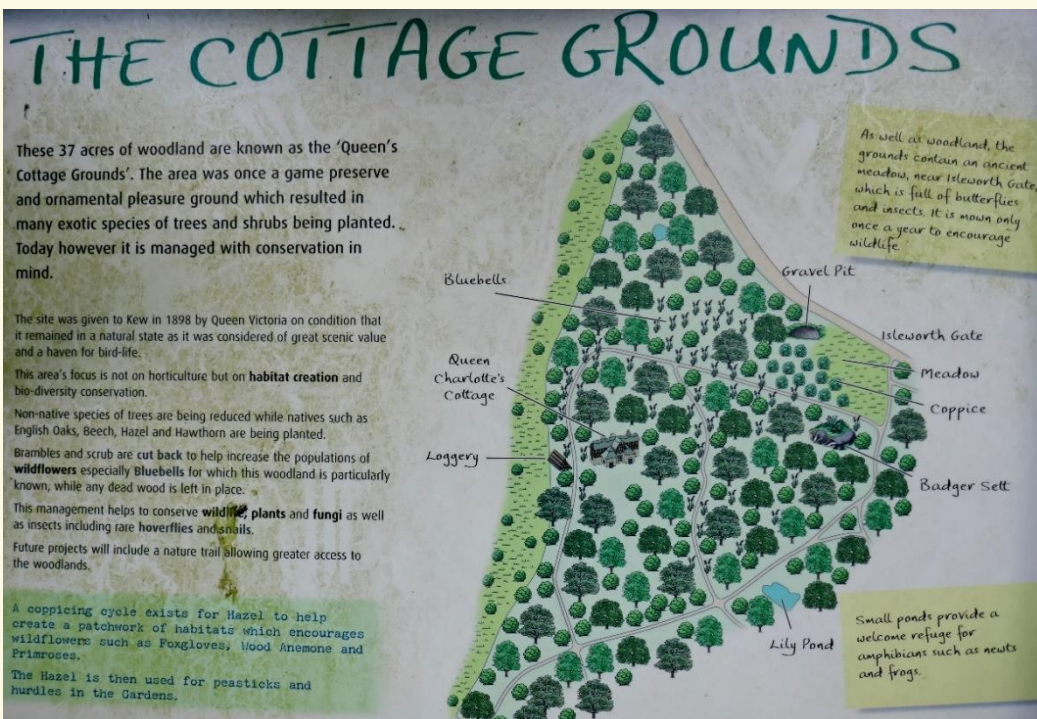 THE COTTAGE GROUNDS
These 37 acres of woodland are known as the ‘Queen’s
Cottage Grounds’. The area was once a game preserve
and ornamental pleasure ground which resulted in
many exotic species of trees and shrubs being planted.
Today however it is managed with conservation in
mind.
The site was given to Kew in 1898 by Queen Victoria on condition that
it remained in a natural state as it was considered of great scenic value
and a haven for bird-life.
This area’s focus is not on horticulture but on habitat creation and
bio-diversity conservation.
Non-native species of trees are being reduced while natives such as
English Oaks, Beech, Hazel and Hawthorn are being planted.
Brambles and scrub are cut back to help increase the populations of
wildflowers especially Bluebells for which this woodland is particularly
known, while any dead wood is left in place.
This management helps to conserve wildlife, plants and fungi as well
as insects including rare hoverflies and snails.
Future projects will include a nature trail allowing greater access to
the woodlands.
A coppicing cycle exists for Hazel to help
create a patchwork of habitats which encourages
wildflowers such as Foxgloves, Wood Anemone and
Primroses.
The Hazel is then used for peasticks and
hurdles in the Gardens.
Bluebells
Queen
Charlotte's
Cottage
Loggery
Gravel Pit
Isleworth Gate
Meadow
Coppice
Badger Sett
Lily Pond
As well as woodland, the
grounds contain an ancient
meadow, near Isleworth Gate,
which is full of butterflies
and insects. It is mown only
once a year to encourage
wildlife.
Small ponds provide a
welcome refuge for
amphibians such as newts
and frogs.